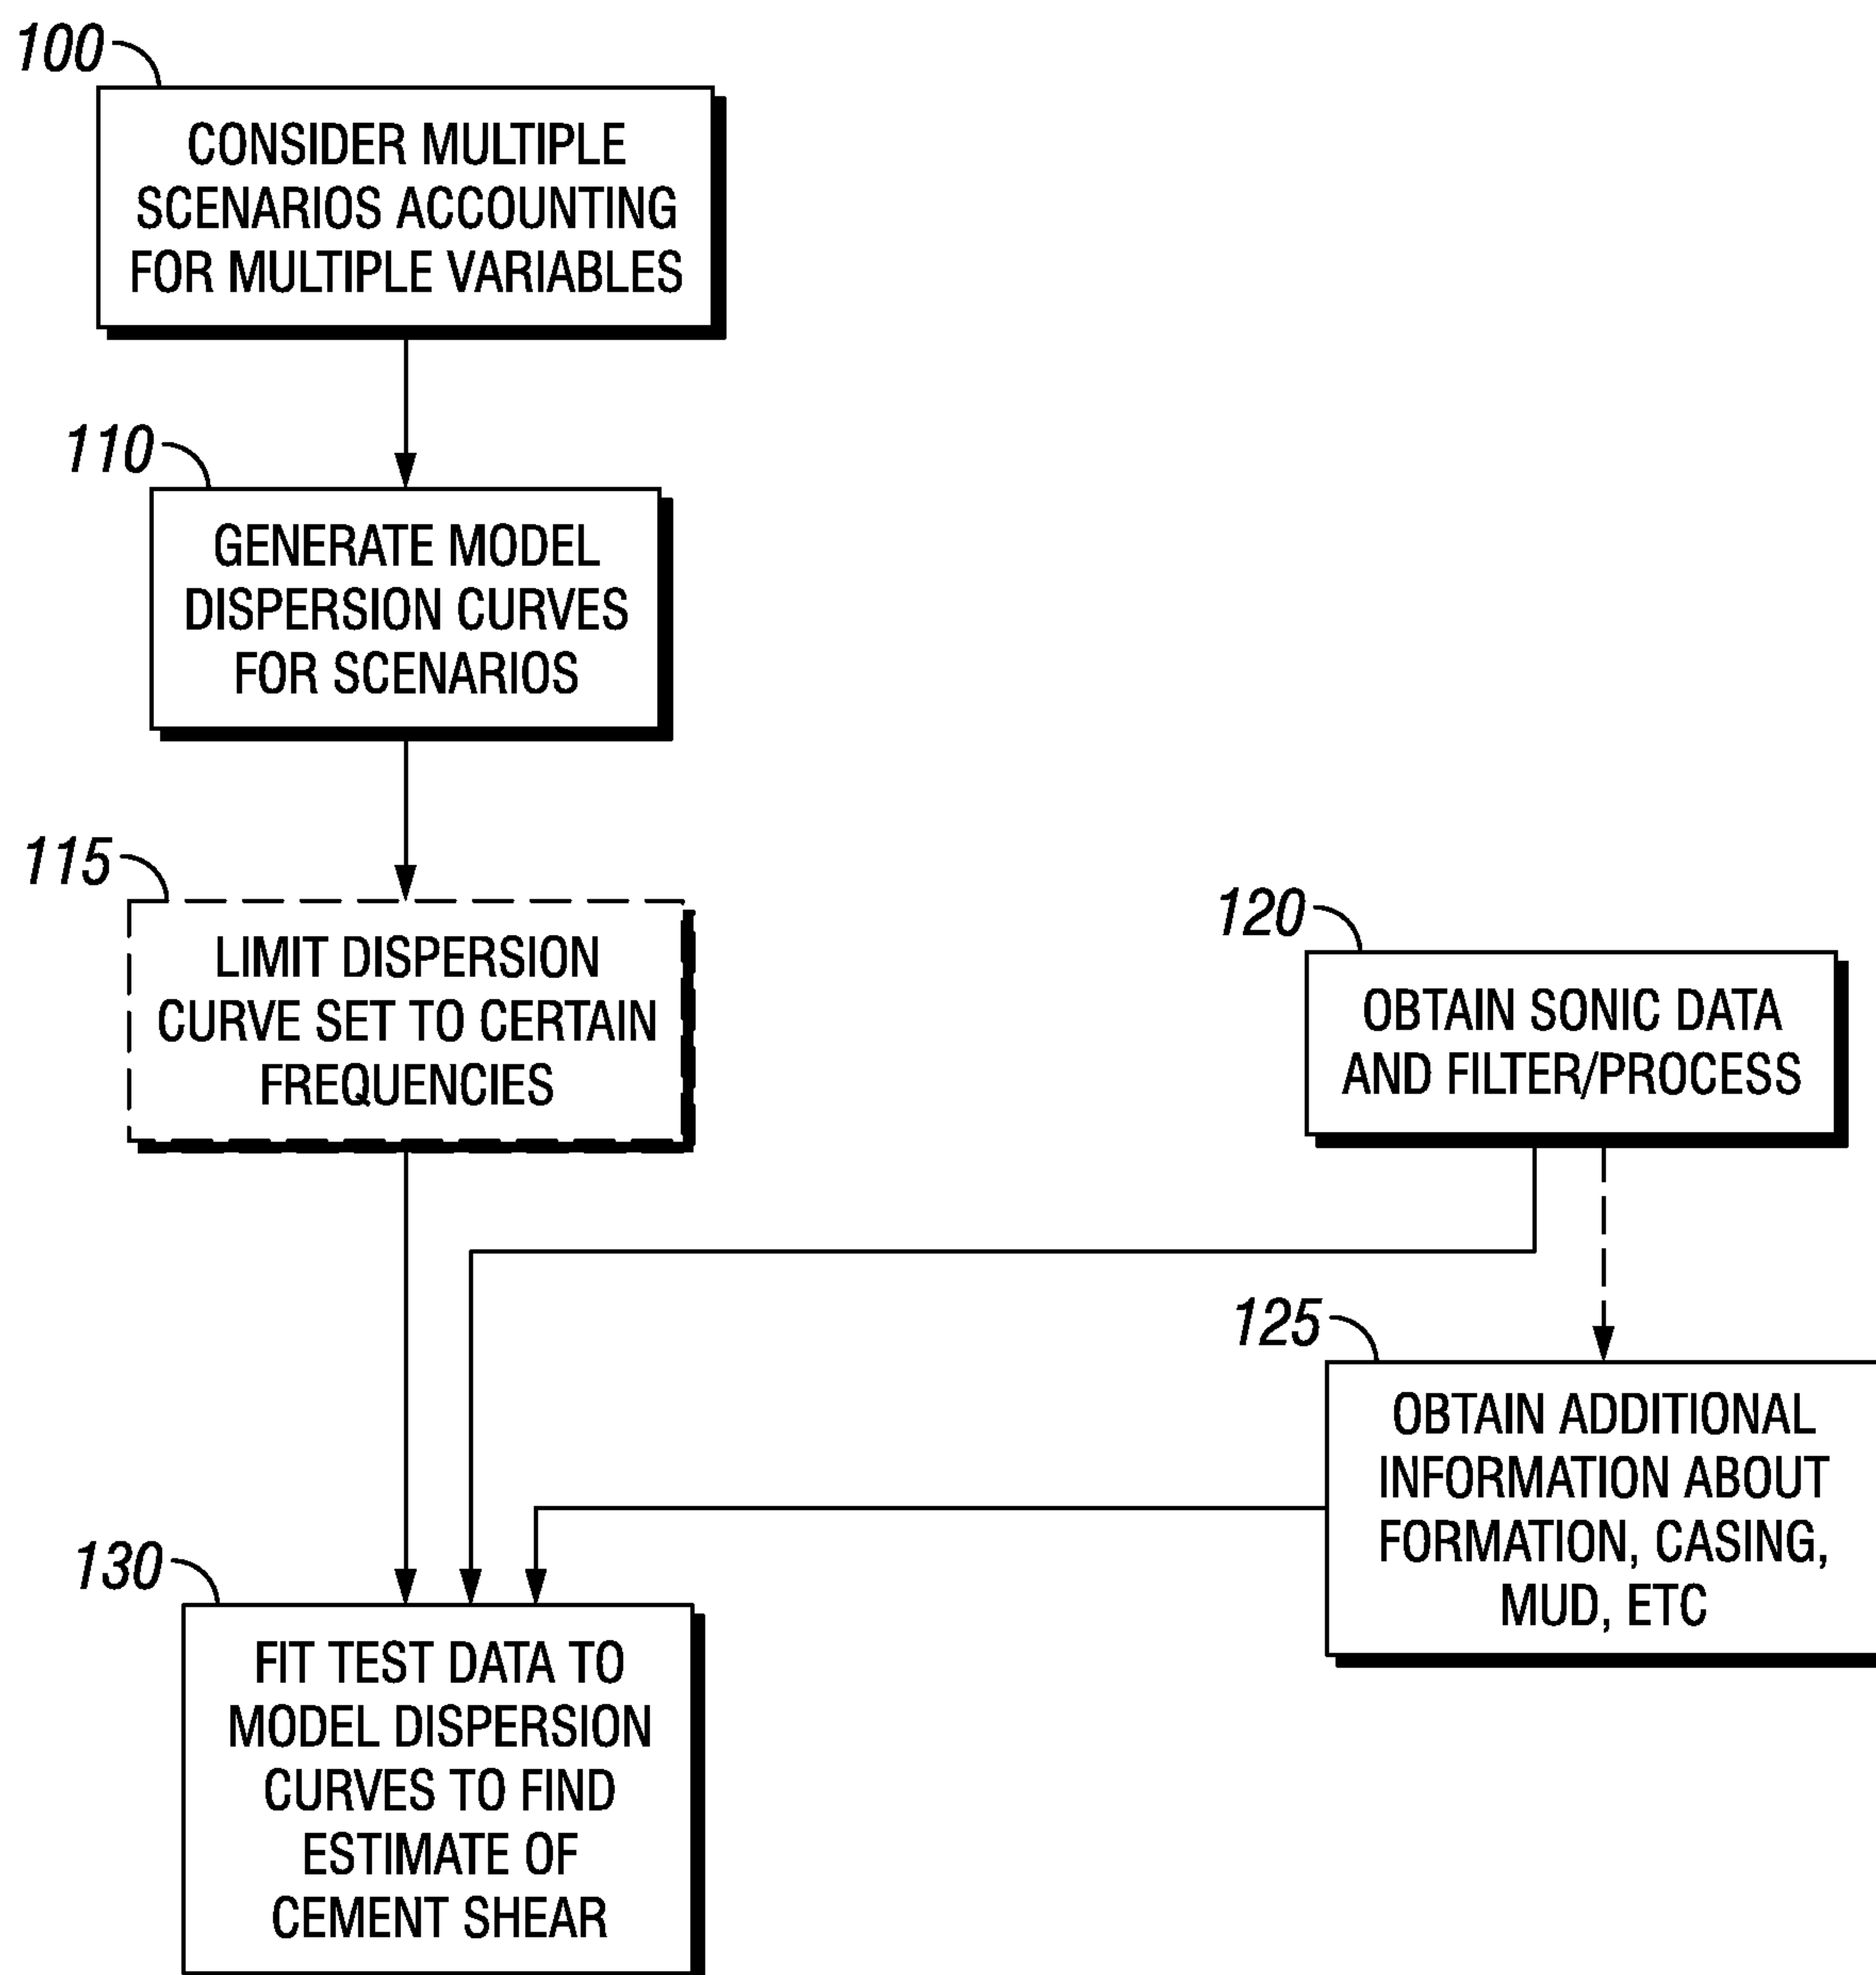 100
CONSIDER MULTIPLE
SCENARIOS ACCOUNTING
FOR MULTIPLE VARIABLES
110
GENERATE MODEL
DISPERSION CURVES
FOR SCENARIOS
115
LIMIT DISPERSION
CURVE SET TO CERTAIN
FREQUENCIES
120
OBTAIN SONIC DATA
AND FILTER/PROCESS
125
OBTAIN ADDITIONAL
INFORMATION ABOUT
FORMATION, CASING,
MUD, ETC
130
FIT TEST DATA TO
MODEL DISPERSION
CURVES TO FIND
ESTIMATE OF
CEMENT SHEAR